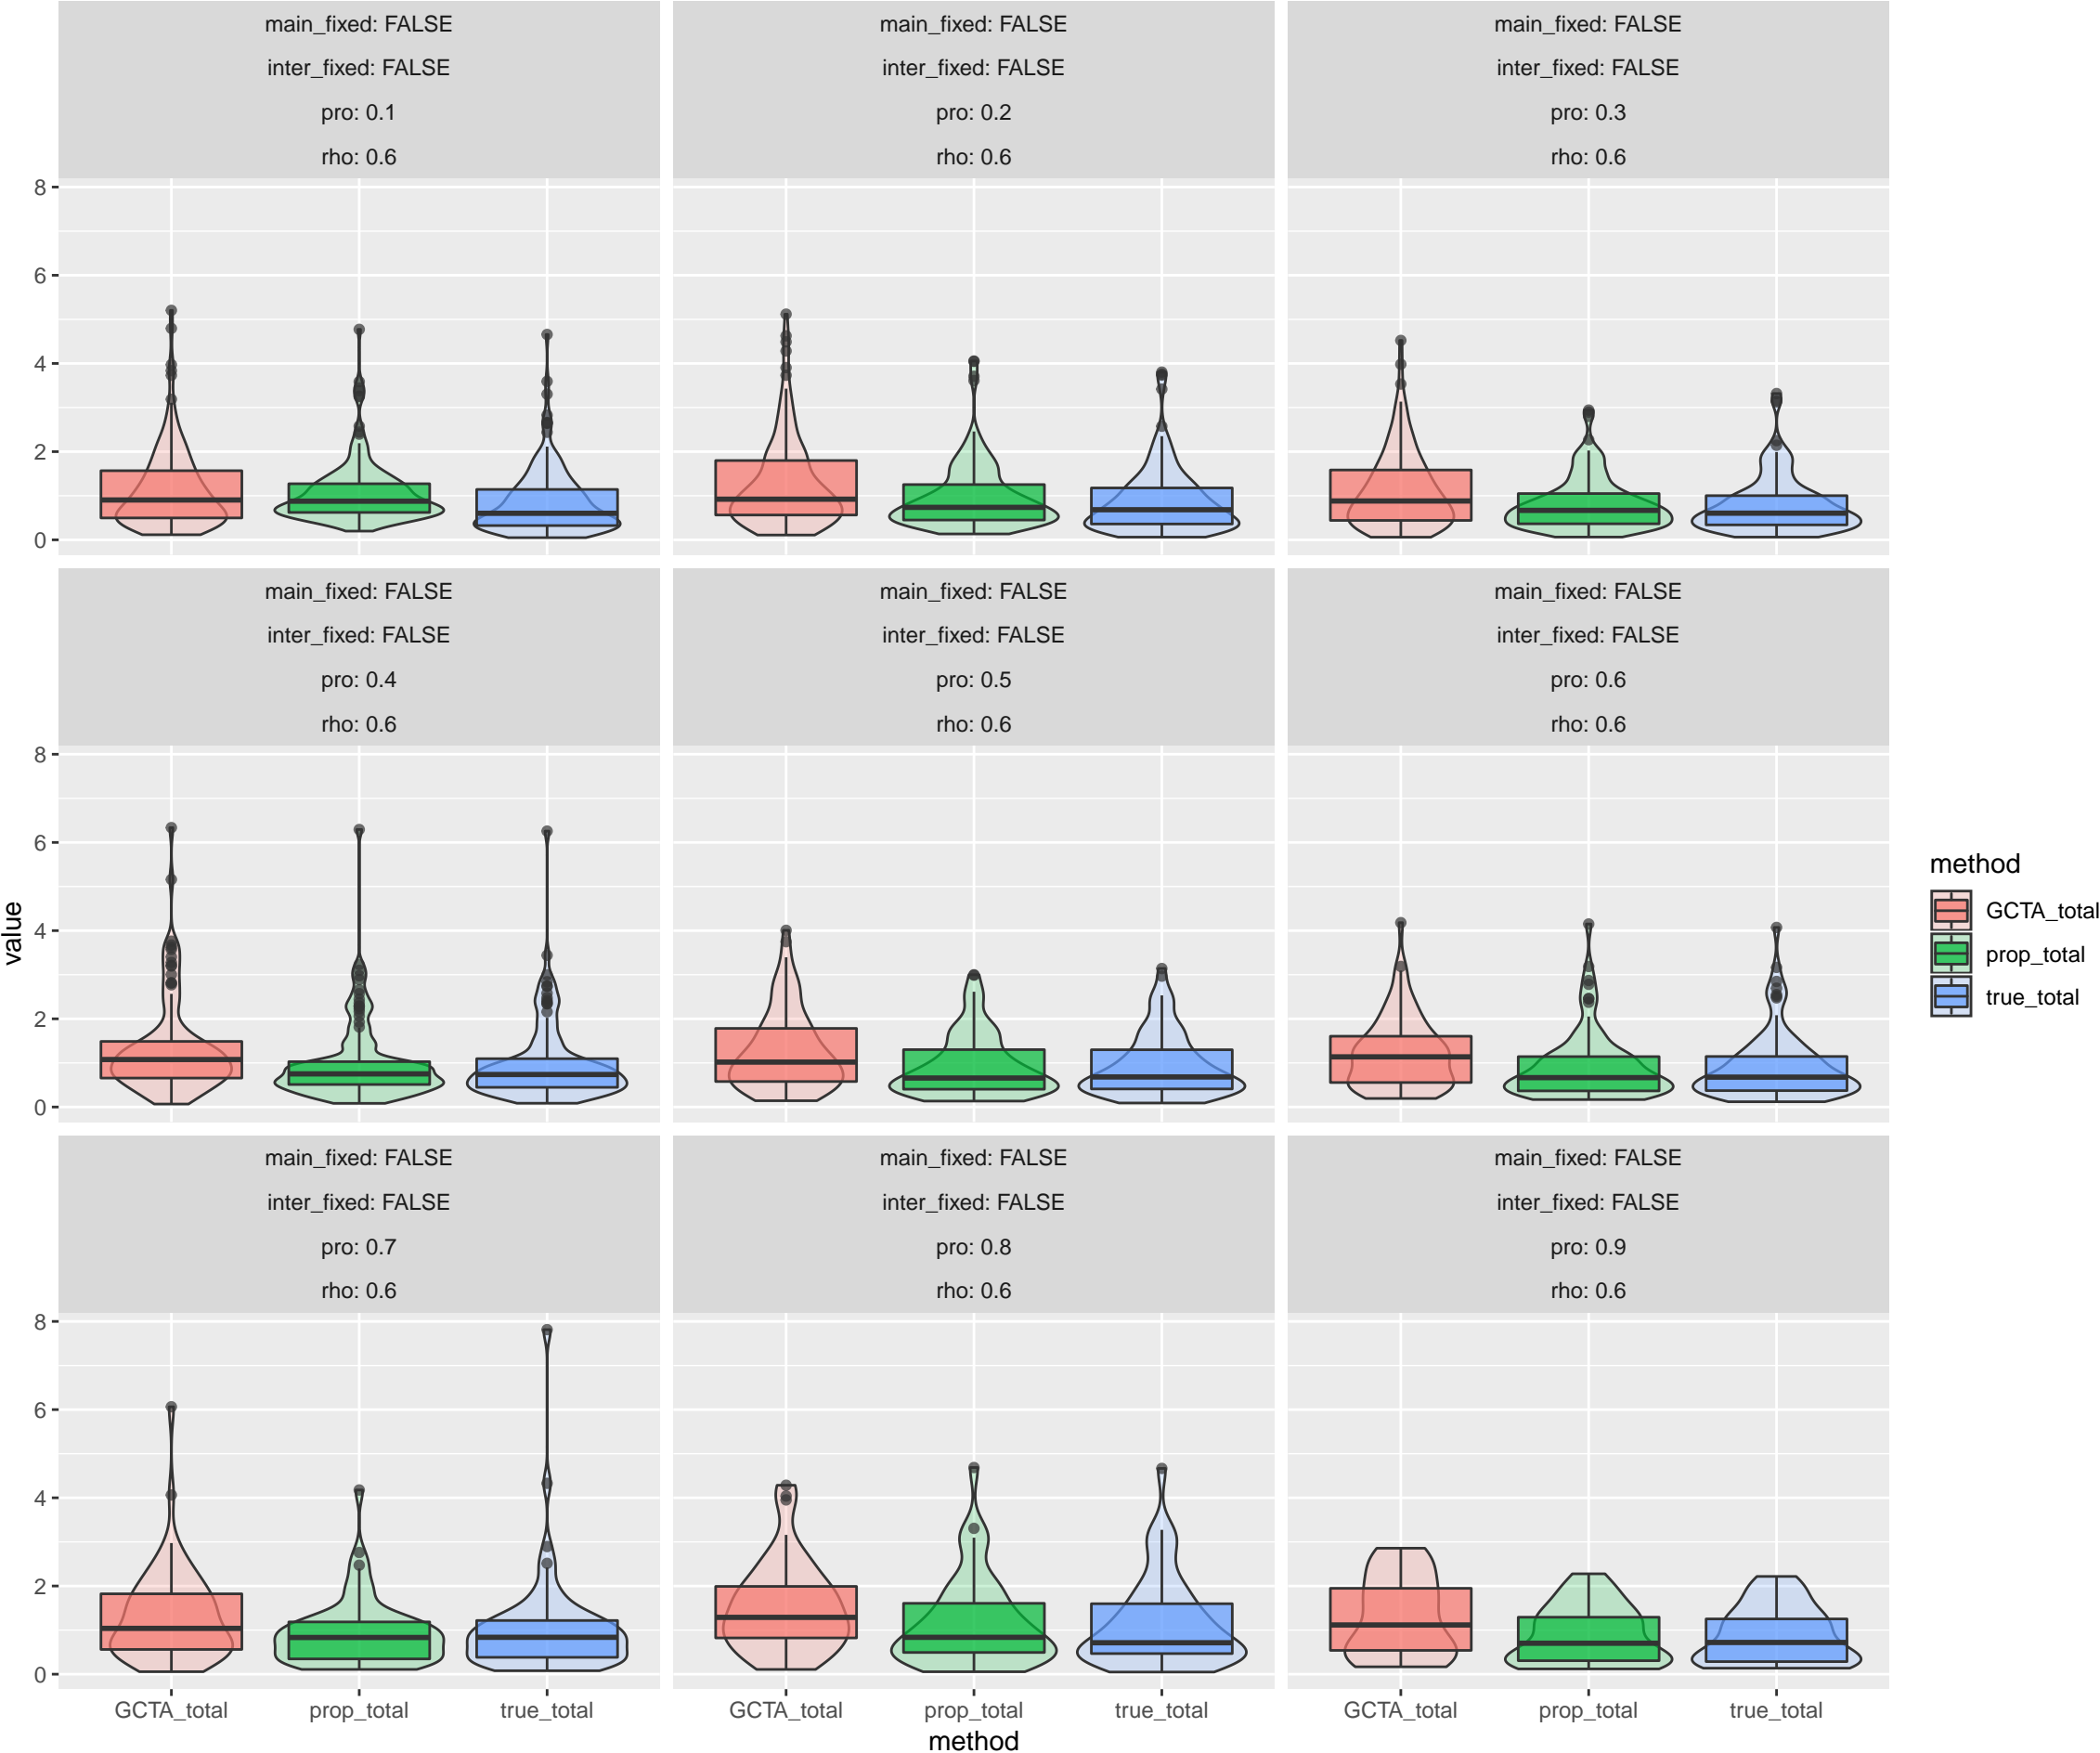 main_fixed: FALSE
inter_fixed: FALSE
pro: 0.1
rho: 0.6
main_fixed: FALSE
inter_fixed: FALSE
pro: 0.2
rho: 0.6
main_fixed: FALSE
inter_fixed: FALSE
pro: 0.3
rho: 0.6
8
6
4
2
0
main_fixed: FALSE
inter_fixed: FALSE
pro: 0.4
rho: 0.6
main_fixed: FALSE
inter_fixed: FALSE
pro: 0.5
rho: 0.6
main_fixed: FALSE
inter_fixed: FALSE
pro: 0.6
rho: 0.6
8
6
4
2
0
value
main_fixed: FALSE
inter_fixed: FALSE
pro: 0.7
rho: 0.6
main_fixed: FALSE
inter_fixed: FALSE
pro: 0.8
rho: 0.6
main_fixed: FALSE
inter_fixed: FALSE
pro: 0.9
rho: 0.6
8
6
4
2
0
GCTA_total prop_total true_total
GCTA_total prop_total true_total
GCTA_total prop_total true_total
method
method
GCTA_total
prop_total
true_total